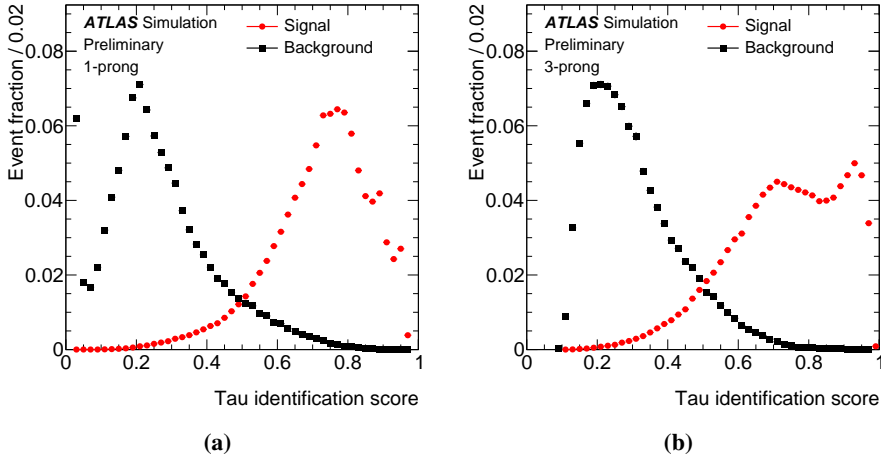 ATLAS Simulation
Preliminary
1-prong
Signal
Background
Event fraction / 0.02
0.08
0.06
0.04
0.02
0
0 0.2 0.4 0.6 0.8 1
Tau identification score
(a)
ATLAS Simulation
Preliminary
3-prong
Signal
Background
Event fraction / 0.02
0.08
0.06
0.04
0.02
0
0 0.2 0.4 0.6 0.8 1
Tau identification score
(b)